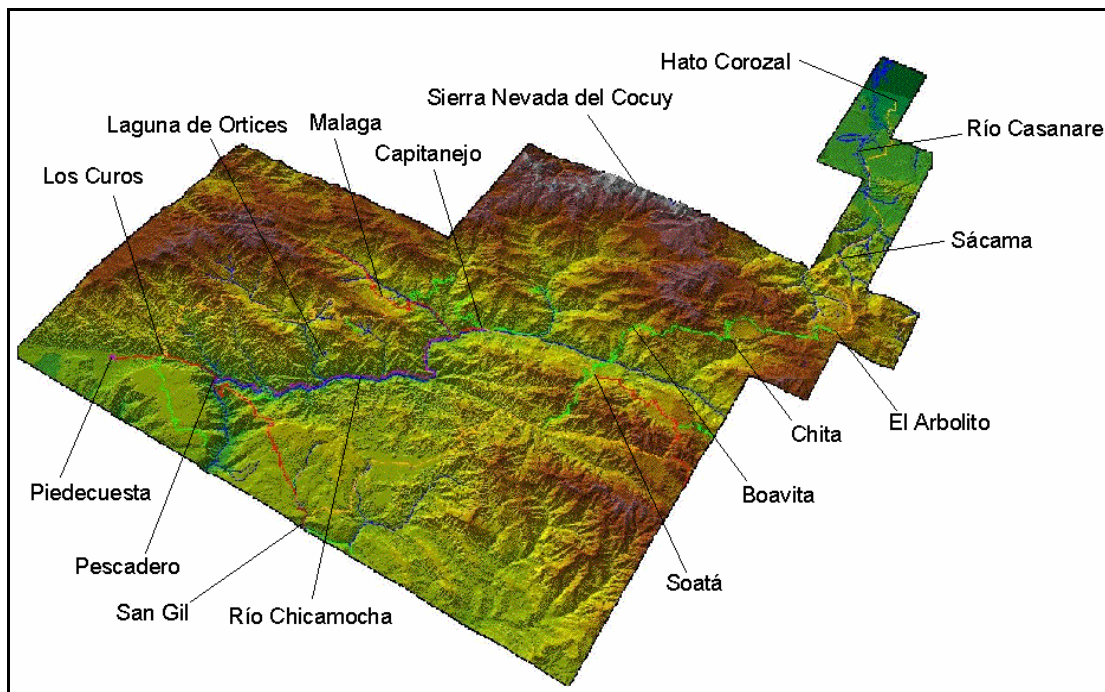 Hato Corozal
Sierra Nevada del Cocuy
Laguna de Ortices
Malaga
Río Casanare
Capitanejo
Los Curos
Sácama
El Arbolito
Chita
Piedecuesta
Boavita
Pescadero
Soatá
San Gil
Río Chicamocha